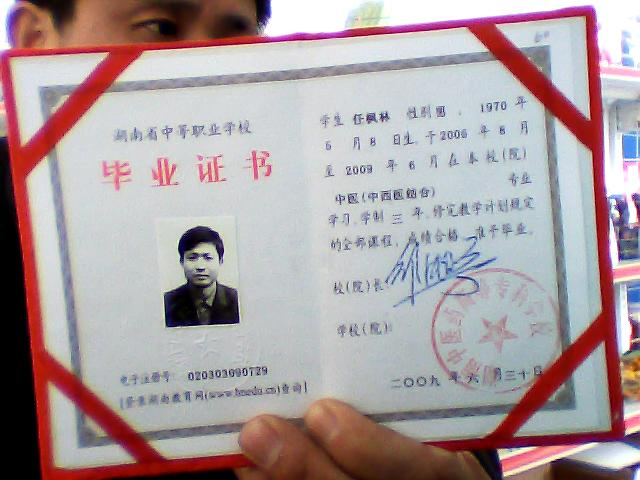 湖南省中等职业学校
毕业证书
电子注册号: 020303090729
[登录湖南教育网(www.hnedu.cn)查询]
学生 任枫林 性别 男 , 1970 年
5 月 8 日生,于 2006 年 8 月
至 2009 年 6 月在本校(院)
中医(中西医结合) 专业
学习,学制 三 年,修完教学计划规定
的全部课程,成绩合格,准予毕业。
校(院)长:
学校(院):
二〇〇九 年 六 月 三十 日